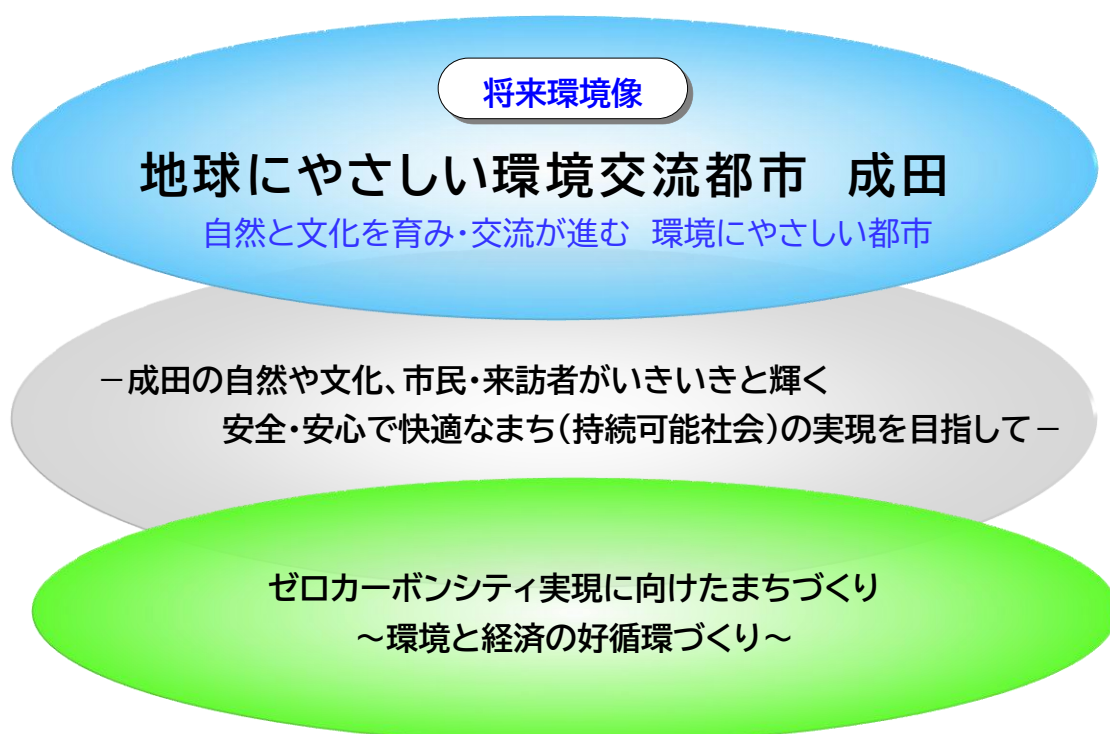 将来環境像
地球にやさしい環境交流都市　成田
自然と文化を育み・交流が進む　環境にやさしい都市
－成田の自然や文化、市民・来訪者がいきいきと輝く
安全・安心で快適なまち（持続可能社会）の実現を目指して－
ゼロカーボンシティ実現に向けたまちづくり
～環境と経済の好循環づくり～